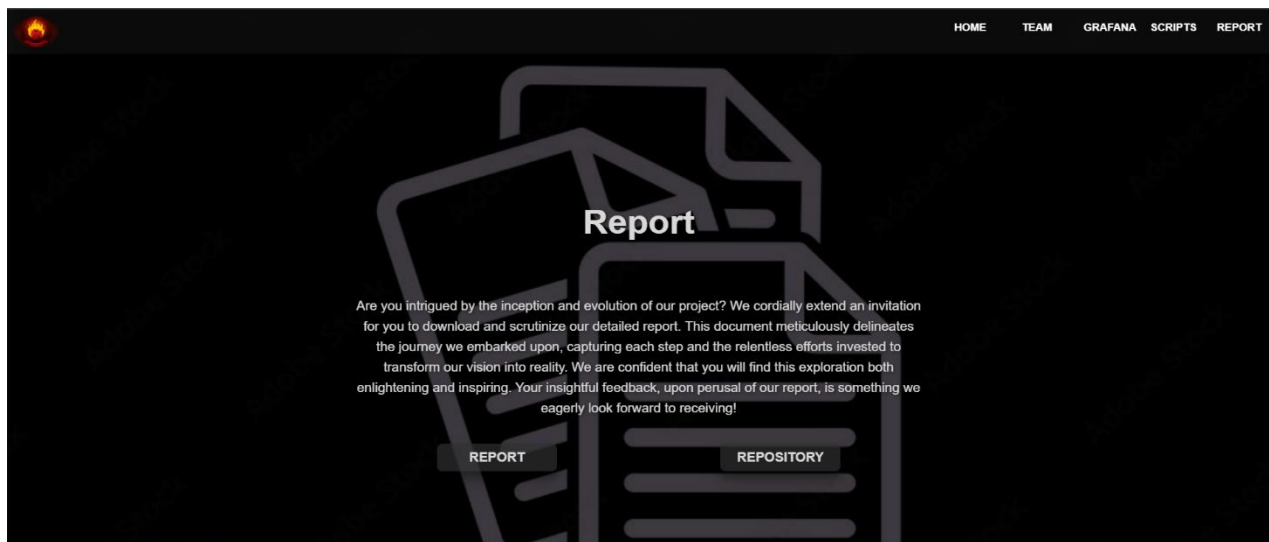 HOME TEAM GRAFANA SCRIPTS REPORT
Report
Are you intrigued by the inception and evolution of our project? We cordially extend an invitation
for you to download and scrutinize our detailed report. This document meticulously delineates
the journey we embarked upon, capturing each step and the relentless efforts invested to
transform our vision into reality. We are confident that you will find this exploration both
enlightening and inspiring. Your insightful feedback, upon perusal of our report, is something we
eagerly look forward to receiving!
REPORT REPOSITORY
Adobe Stock